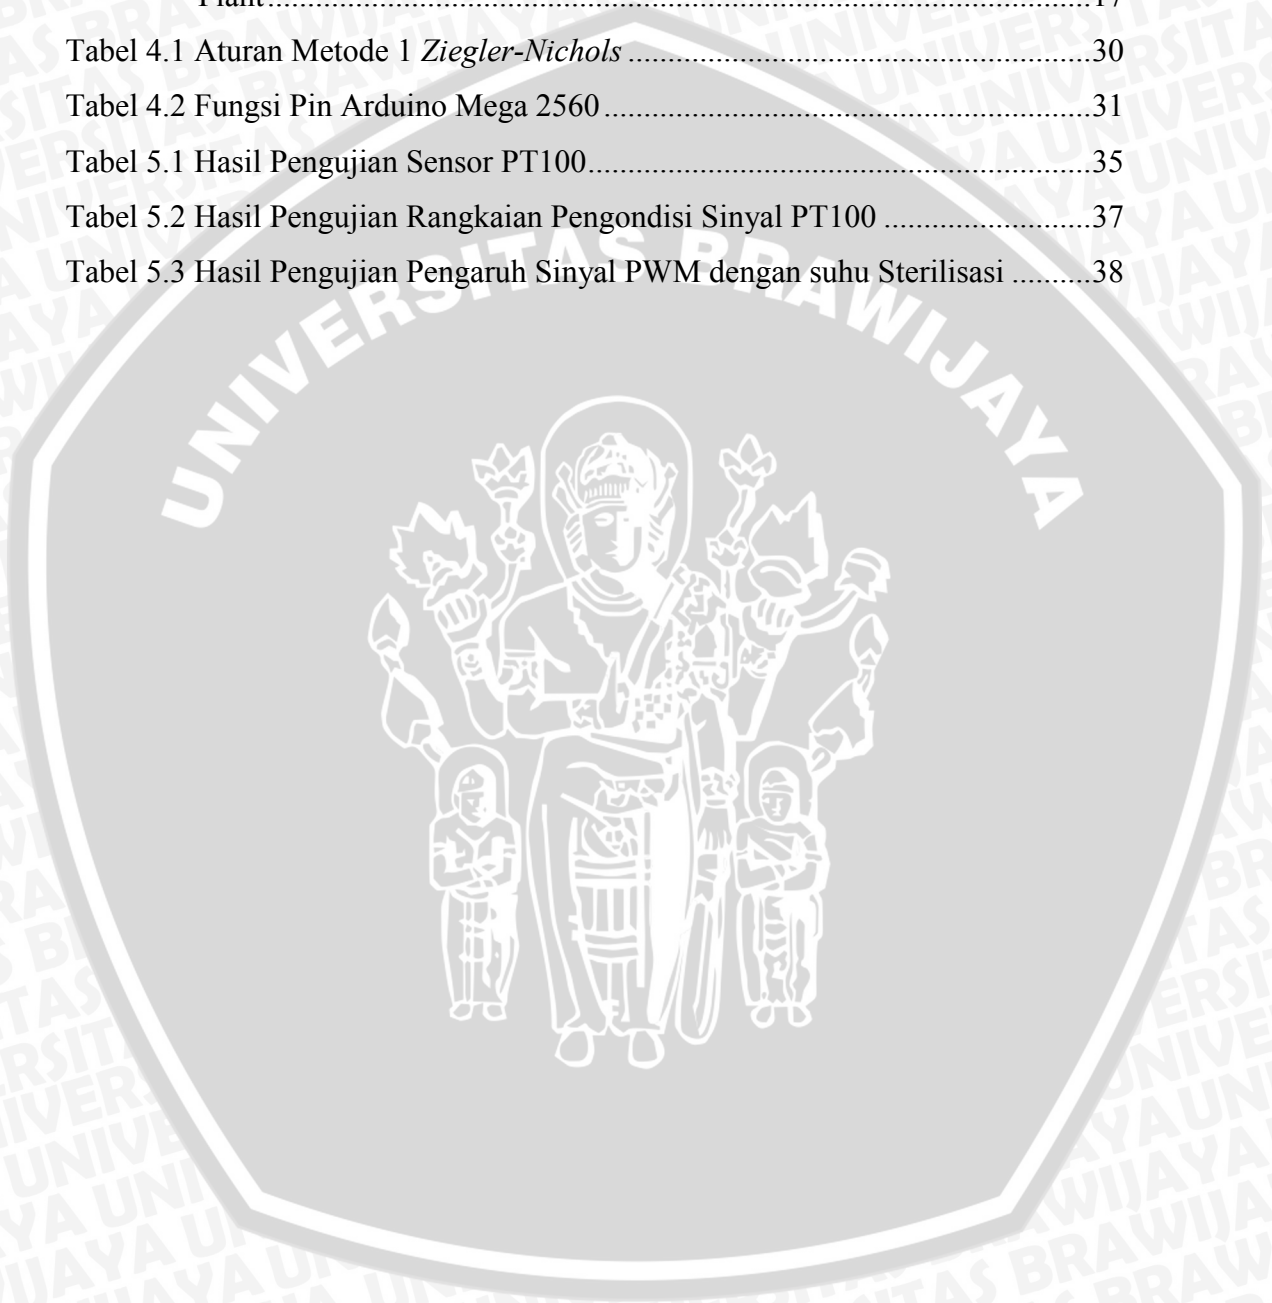 Plant..........................................................................................................17
Tabel 4.1 Aturan Metode 1 Ziegler-Nichols ............................................................30
Tabel 4.2 Fungsi Pin Arduino Mega 2560 ...............................................................31
Tabel 5.1 Hasil Pengujian Sensor PT100.................................................................35
Tabel 5.2 Hasil Pengujian Rangkaian Pengondisi Sinyal PT100 ...........................37
Tabel 5.3 Hasil Pengujian Pengaruh Sinyal PWM dengan suhu Sterilisasi ..........38
UNIVERSITAS BRAWIJAYA